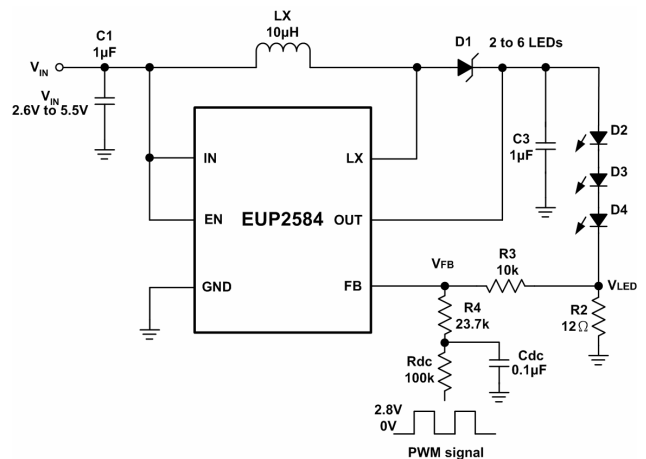 LX
10µH
C1
1µF
D1
2 to 6 LEDs
VIN
VIN
2.6V to 5.5V
IN
LX
C3
1µF
D2
D3
D4
EN
EUP2584
OUT
GND
FB
VFB
R3
10k
VLED
R4
23.7k
R2
12Ω
Rdc
100k
Cdc
0.1µF
2.8V
0V
PWM signal